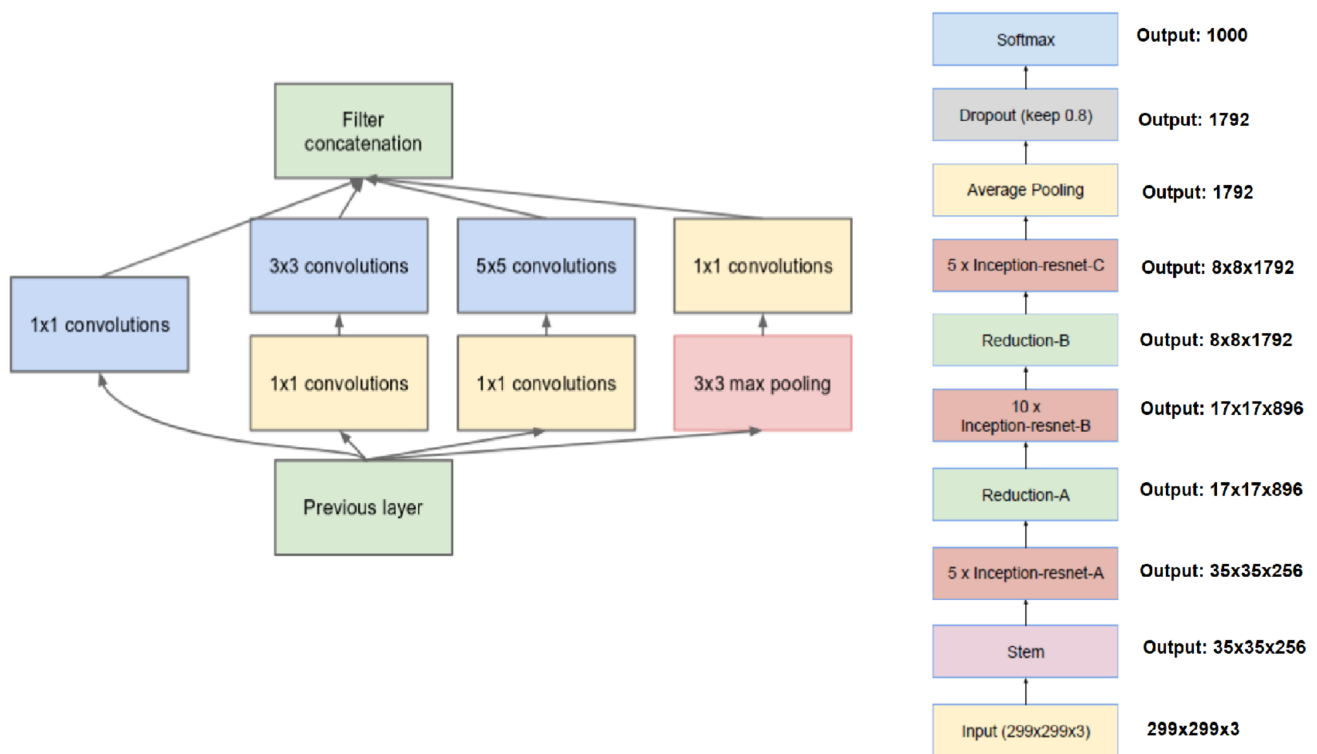 Filter
concatenation
1x1 convolutions
3x3 convolutions
5x5 convolutions
1x1 convolutions
1x1 convolutions
1x1 convolutions
3x3 max pooling
Previous layer
Softmax
Output: 1000
Dropout (keep 0.8)
Output: 1792
Average Pooling
Output: 1792
5 x Inception-resnet-C
Output: 8x8x1792
Reduction-B
Output: 8x8x1792
10 x
Inception-resnet-B
Output: 17x17x896
Reduction-A
Output: 17x17x896
5 x Inception-resnet-A
Output: 35x35x256
Stem
Output: 35x35x256
Input (299x299x3)
299x299x3